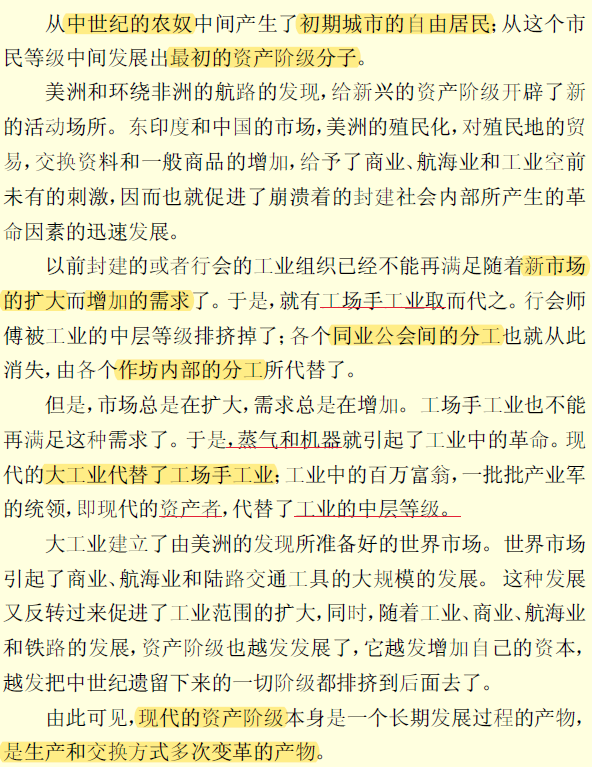 从中世纪的农奴中间产生了初期城市的自由居民；从这个市
民等级中间发展出最初的资产阶级分子。
美洲和环绕非洲的航路的发现，给新兴的资产阶级开辟了新
的活动场所。东印度和中国的市场，美洲的殖民化，对殖民地的贸
易，交换资料和一般商品的增加，给予了商业、航海业和工业空前
未有的刺激，因而也就促进了崩溃着的封建社会内部所产生的革
命因素的迅速发展。
以前封建的或者行会的工业组织已经不能再满足随着新市场
的扩大而增加的需求了。于是，就有工场手工业取而代之。行会师
傅被工业的中层等级排挤掉了；各个同业公会间的分工也就从此
消失，由各个作坊内部的分工所代替了。
但是，市场总是在扩大，需求总是在增加。工场手工业也不能
再满足这种需求了。于是，蒸气和机器就引起了工业中的革命。现
代的大工业代替了工场手工业；工业中的百万富翁，一批批产业军
的统领，即现代的资产者，代替了工业的中层等级。
大工业建立了由美洲的发现所准备好的世界市场。世界市场
引起了商业、航海业和陆路交通工具的大规模的发展。这种发展
又反转过来促进了工业范围的扩大，同时，随着工业、商业、航海业
和铁路的发展，资产阶级也越发发展了，它越发增加自己的资本，
越发把中世纪遗留下来的一切阶级都排挤到后面去了。
由此可见，现代的资产阶级本身是一个长期发展过程的产物，
是生产和交换方式多次变革的产物。